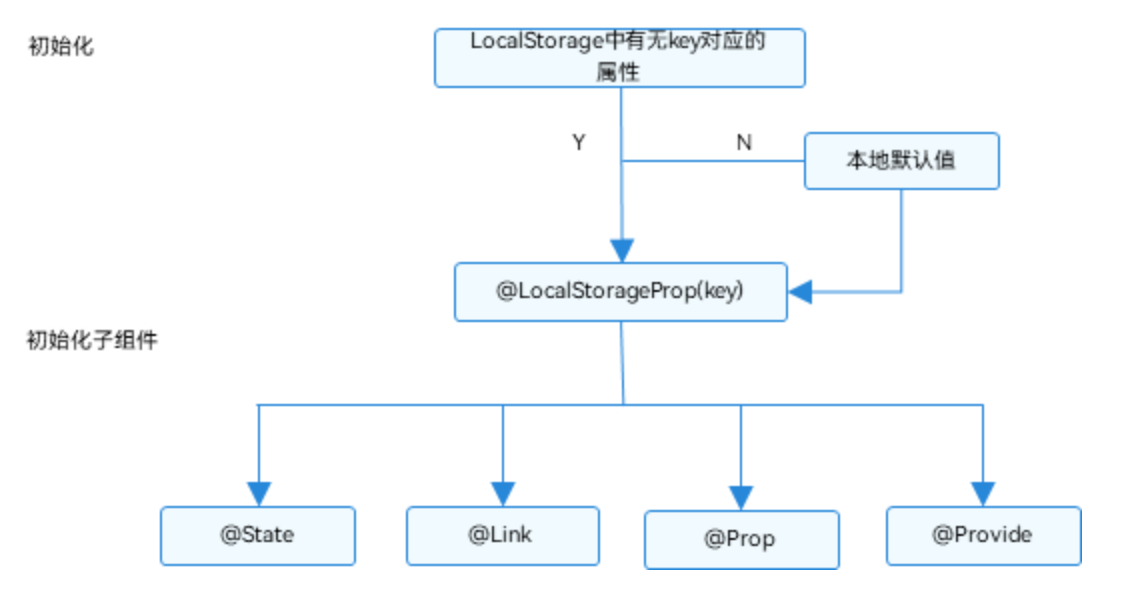 初始化
LocalStorage中有无key对应的
属性
Y
N
本地默认值
@LocalStorageProp(key)
初始化子组件
@State
@Link
@Prop
@Provide